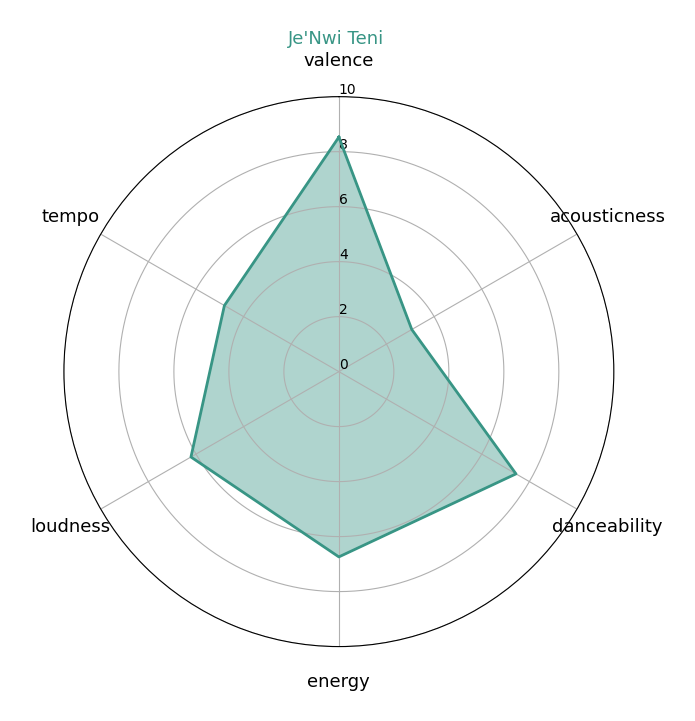 Je'Nwi Teni
valence
10
8
6
4
2
0
tempo
acousticness
loudness
danceability
energy